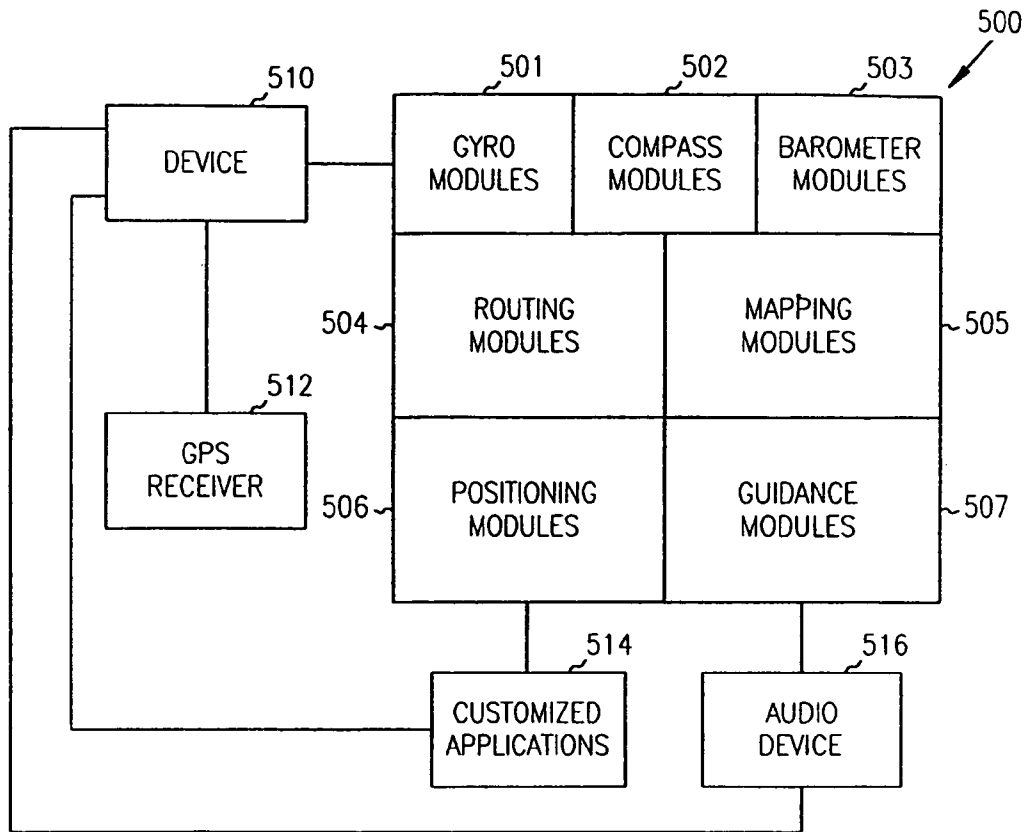 500
510
501
502
503
DEVICE
GYRO
MODULES
COMPASS
MODULES
BAROMETER
MODULES
504
ROUTING
MODULES
MAPPING
MODULES
505
512
GPS
RECEIVER
506
POSITIONING
MODULES
GUIDANCE
MODULES
507
514
516
CUSTOMIZED
APPLICATIONS
AUDIO
DEVICE